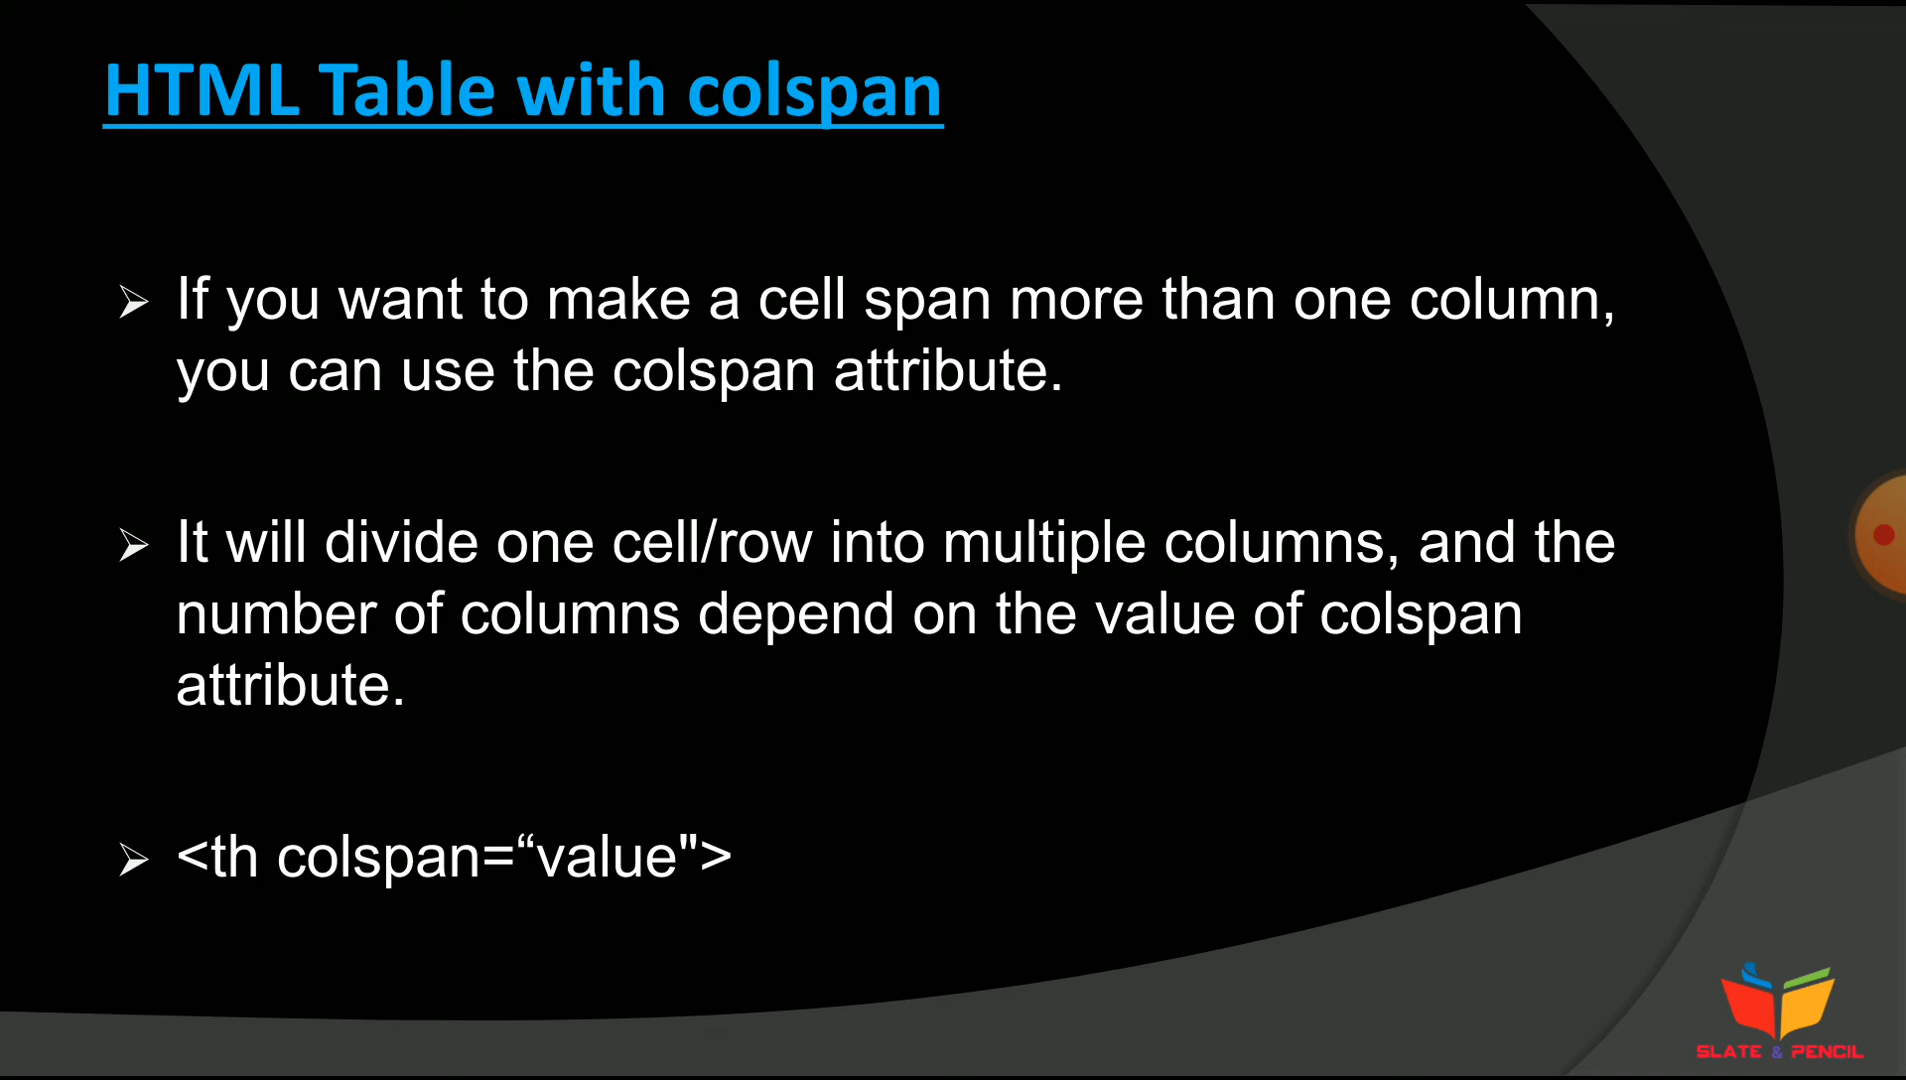 HTML Table with colspan
➢ If you want to make a cell span more than one column,
you can use the colspan attribute.
➢ It will divide one cell/row into multiple columns, and the
number of columns depend on the value of colspan
attribute.
➢ <th colspan=“value">
SLATE & PENCIL